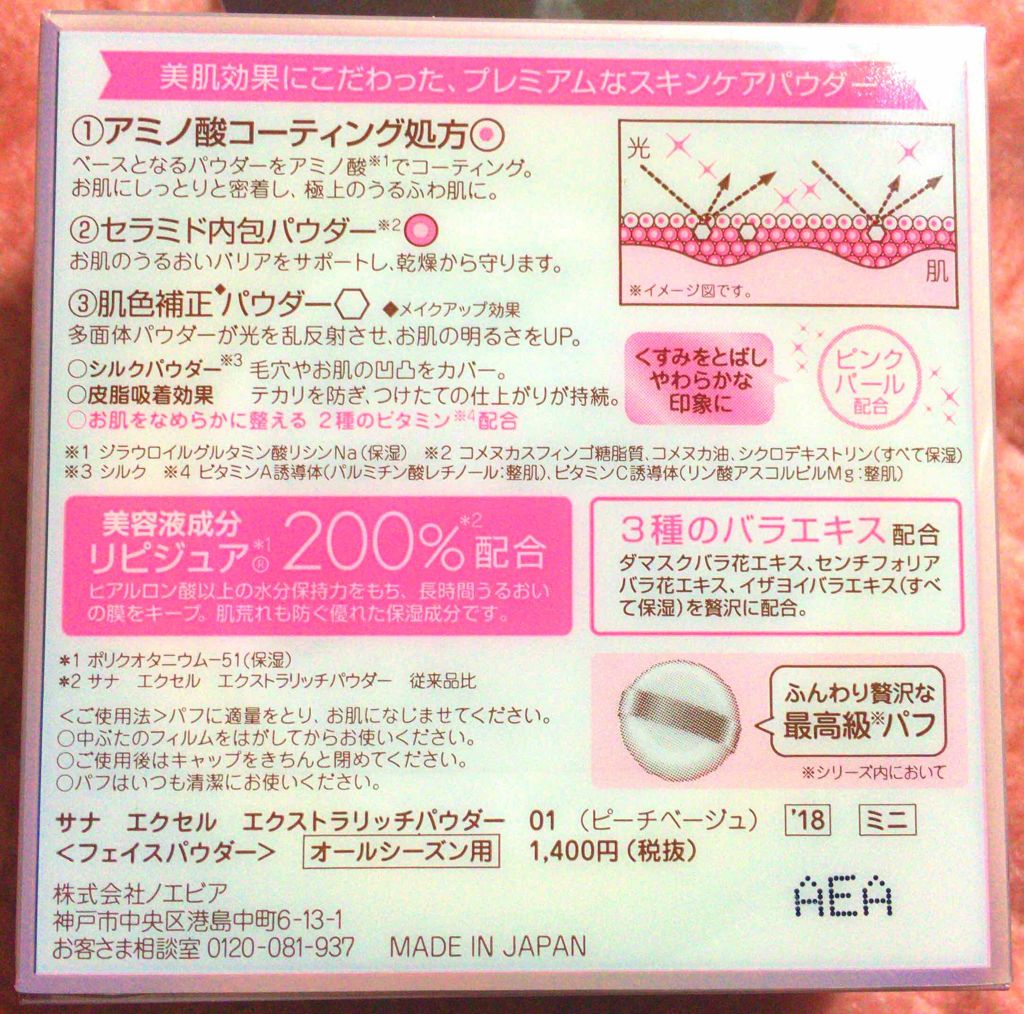 美肌効果にこだわった、プレミアムなスキンケアパウダー
①アミノ酸コーティング処方
ベースとなるパウダーをアミノ酸※1でコーティング。
お肌にしっとりと密着し、極上のうるふわ肌に。
②セラミド内包パウダー※2
お肌のうるおいバリアをサポートし、乾燥から守ります。
③肌色補正◆パウダー ◆メイクアップ効果
多面体パウダーが光を乱反射させ、お肌の明るさをUP。
○シルクパウダー※3 毛穴やお肌の凹凸をカバー。
○皮脂吸着効果 テカリを防ぎ、つけたての仕上がりが持続。
○お肌をなめらかに整える 2種のビタミン※4配合
光
肌
※イメージ図です。
くすみをとばし
やわらかな
印象に
ピンク
パール
配合
※1 ジラウロイルグルタミン酸リシンNa(保湿) ※2 コメヌカスフィンゴ糖脂質、コメヌカ油、シクロデキストリン(すべて保湿)
※3 シルク ※4 ビタミンA誘導体(パルミチン酸レチノール:整肌)、ビタミンC誘導体(リン酸アスコルビルMg:整肌)
美容液成分
リピジュア®*1 200%*2配合
ヒアルロン酸以上の水分保持力をもち、長時間うるおい
の膜をキープ。肌荒れも防ぐ優れた保湿成分です。
3種のバラエキス配合
ダマスクバラ花エキス、センチフォリア
バラ花エキス、イザヨイバラエキス(すべ
て保湿)を贅沢に配合。
*1 ポリクオタニウム-51(保湿)
*2 サナ エクセル エクストラリッチパウダー 従来品比
<ご使用法>パフに適量をとり、お肌になじませてください。
○中ぶたのフィルムをはがしてからお使いください。
○ご使用後はキャップをきちんと閉めてください。
○パフはいつも清潔にお使いください。
ふんわり贅沢な
最高級※パフ
※シリーズ内において
サナ エクセル エクストラリッチパウダー 01 (ピーチベージュ) '18 ミニ
<フェイスパウダー> オールシーズン用 1,400円(税抜)
株式会社ノエビア
神戸市中央区港島中町6-13-1
お客さま相談室 0120-081-937 MADE IN JAPAN
AEA